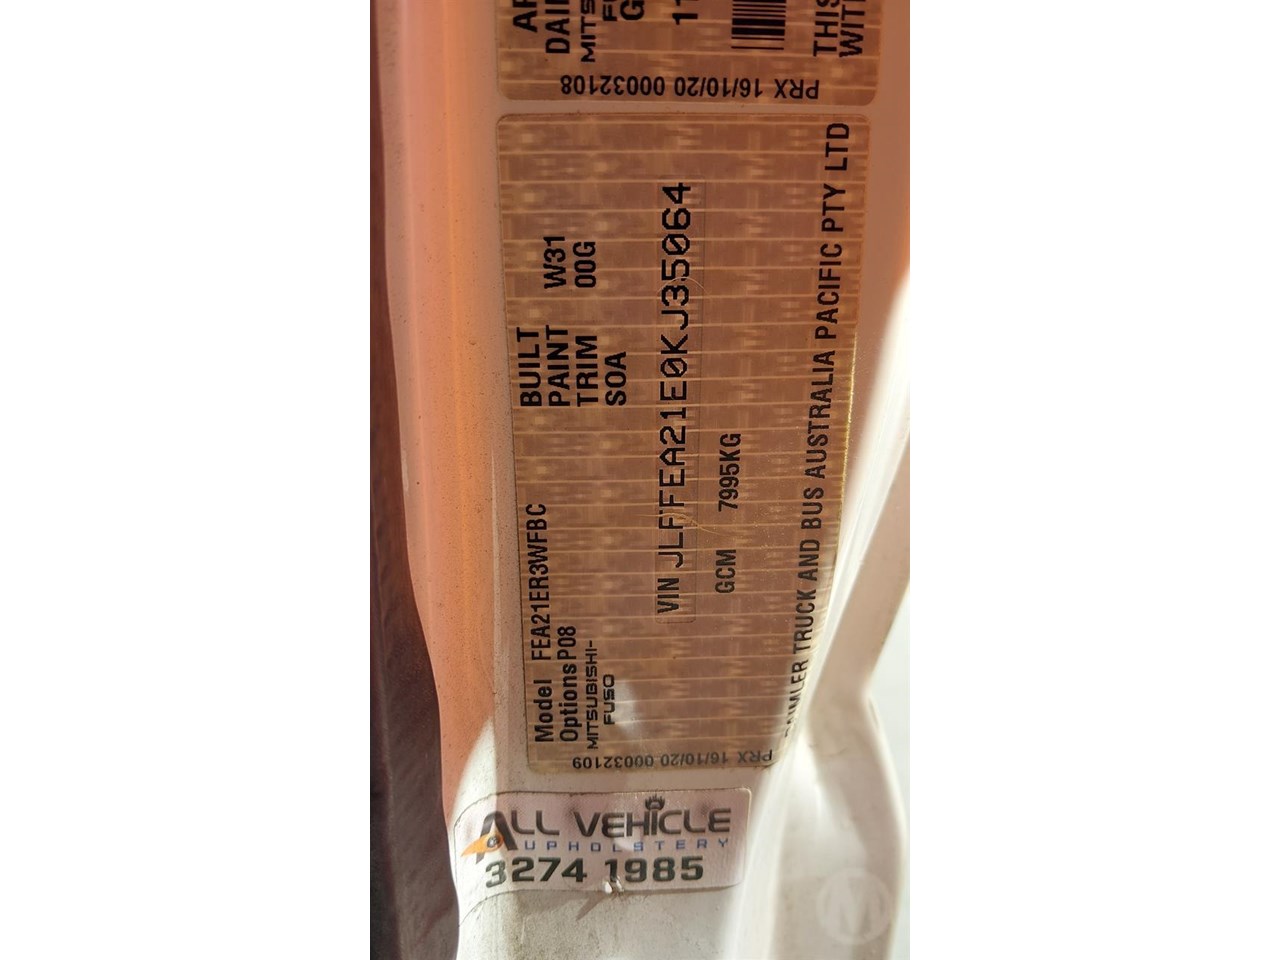 PRX 16/10/20 00032108
Model FEA21ER3WFBC
Options P08
MITSUBISHI-
FUSO
BUILT
PAINT W31
TRIM 00G
SOA
VIN JLFFEA21E0KJ35064
GCM 7995KG
TRUCK AND BUS AUSTRALIA PACIFIC PTY LTD
PRX 16/10/20 00032109
ALL VEHICLE
UPHOLSTERY
3274 1985